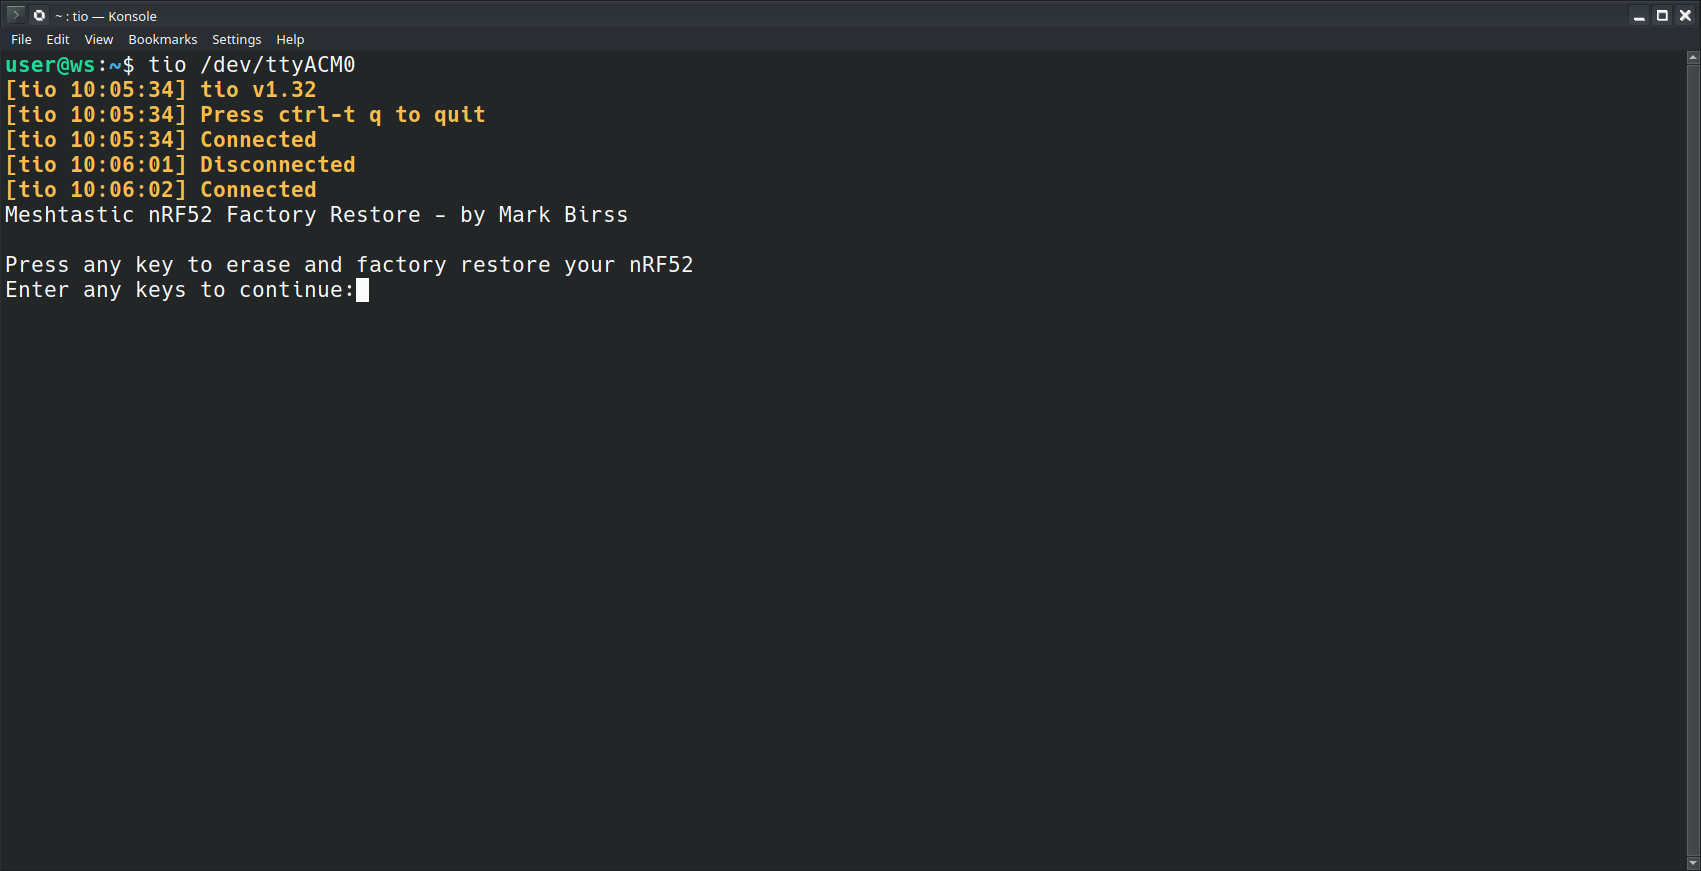 ~ : tio — Konsole
File Edit View Bookmarks Settings Help
user@ws:~$ tio /dev/ttyACM0
[tio 10:05:34] tio v1.32
[tio 10:05:34] Press ctrl-t q to quit
[tio 10:05:34] Connected
[tio 10:06:01] Disconnected
[tio 10:06:02] Connected
Meshtastic nRF52 Factory Restore - by Mark Birss
Press any key to erase and factory restore your nRF52
Enter any keys to continue: